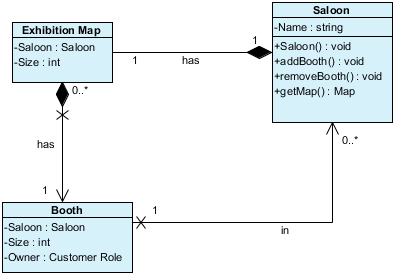 Exhibition Map
-Saloon : Saloon
-Size : int
Saloon
-Name : string
+Saloon() : void
+addBooth() : void
+removeBooth() : void
+getMap() : Map
1
has
1
0..*
has
1
Booth
-Saloon : Saloon
-Size : int
-Owner : Customer Role
1
in
0..*